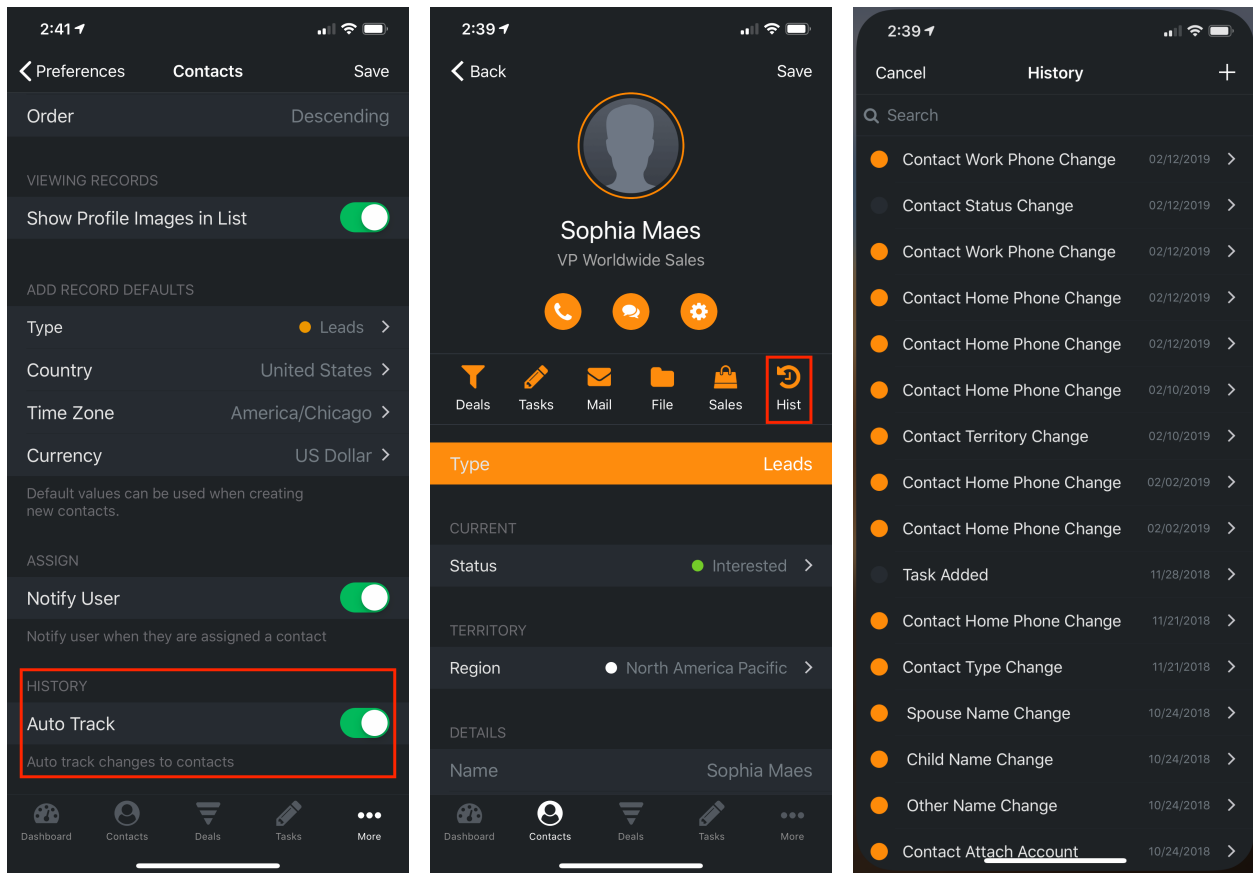 2:41
Preferences Contacts Save
Order Descending
VIEWING RECORDS
Show Profile Images in List
ADD RECORD DEFAULTS
Type Leads
Country United States
Time Zone America/Chicago
Currency US Dollar
Default values can be used when creating
new contacts.
ASSIGN
Notify User
Notify user when they are assigned a contact
HISTORY
Auto Track
Auto track changes to contacts
Dashboard Contacts Deals Tasks More
2:39
Back Save
Sophia Maes
VP Worldwide Sales
Deals Tasks Mail File Sales Hist
Type Leads
CURRENT
Status Interested
TERRITORY
Region North America Pacific
DETAILS
Name Sophia Maes
Dashboard Contacts Deals Tasks More
2:39
Cancel History +
Search
Contact Work Phone Change 02/12/2019
Contact Status Change 02/12/2019
Contact Work Phone Change 02/12/2019
Contact Home Phone Change 02/12/2019
Contact Home Phone Change 02/12/2019
Contact Home Phone Change 02/10/2019
Contact Territory Change 02/10/2019
Contact Home Phone Change 02/02/2019
Contact Home Phone Change 02/02/2019
Task Added 11/28/2018
Contact Home Phone Change 11/21/2018
Contact Type Change 11/21/2018
Spouse Name Change 10/24/2018
Child Name Change 10/24/2018
Other Name Change 10/24/2018
Contact Attach Account 10/24/2018